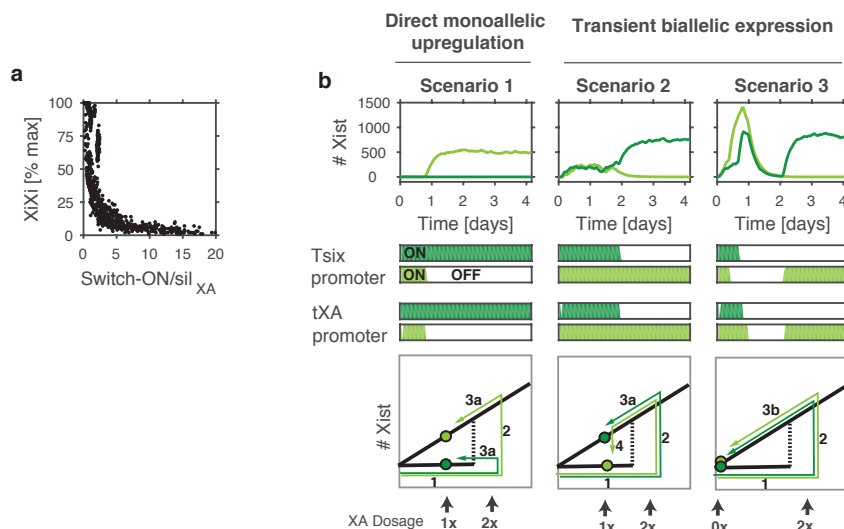 Direct monoallelic
upregulation
Transient biallelic expression
a
b
Scenario 1
Scenario 2
Scenario 3
XiXi [% max]
100
75
50
25
0
0 5 10 15 20
Switch-ON/sil XA
# Xist
1500
1000
500
0
0 1 2 3 4
0 1 2 3 4
0 1 2 3 4
Time [days]
Time [days]
Time [days]
Tsix
promoter
ON
ON OFF
tXA
promoter
# Xist
3a
2
3a
1
3a
4
2
1
3b
2
1
XA Dosage
1x 2x
1x 2x
0x 2x